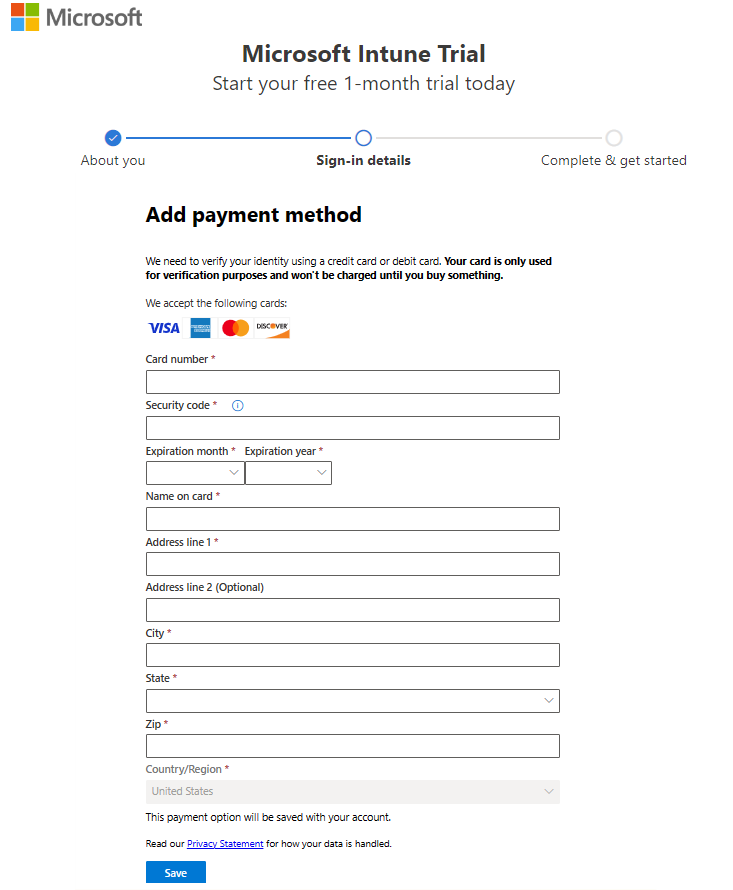 Microsoft
Microsoft Intune Trial
Start your free 1-month trial today
About you
Sign-in details
Complete & get started
Add payment method
We need to verify your identity using a credit card or debit card. Your card is only used
for verification purposes and won't be charged until you buy something.
We accept the following cards:
VISA
AMERICAN EXPRESS
DISCOVER
Card number *
Security code *
Expiration month * Expiration year *
Name on card *
Address line 1 *
Address line 2 (Optional)
City *
State *
Zip *
Country/Region *
United States
This payment option will be saved with your account.
Read our Privacy Statement for how your data is handled.
Save